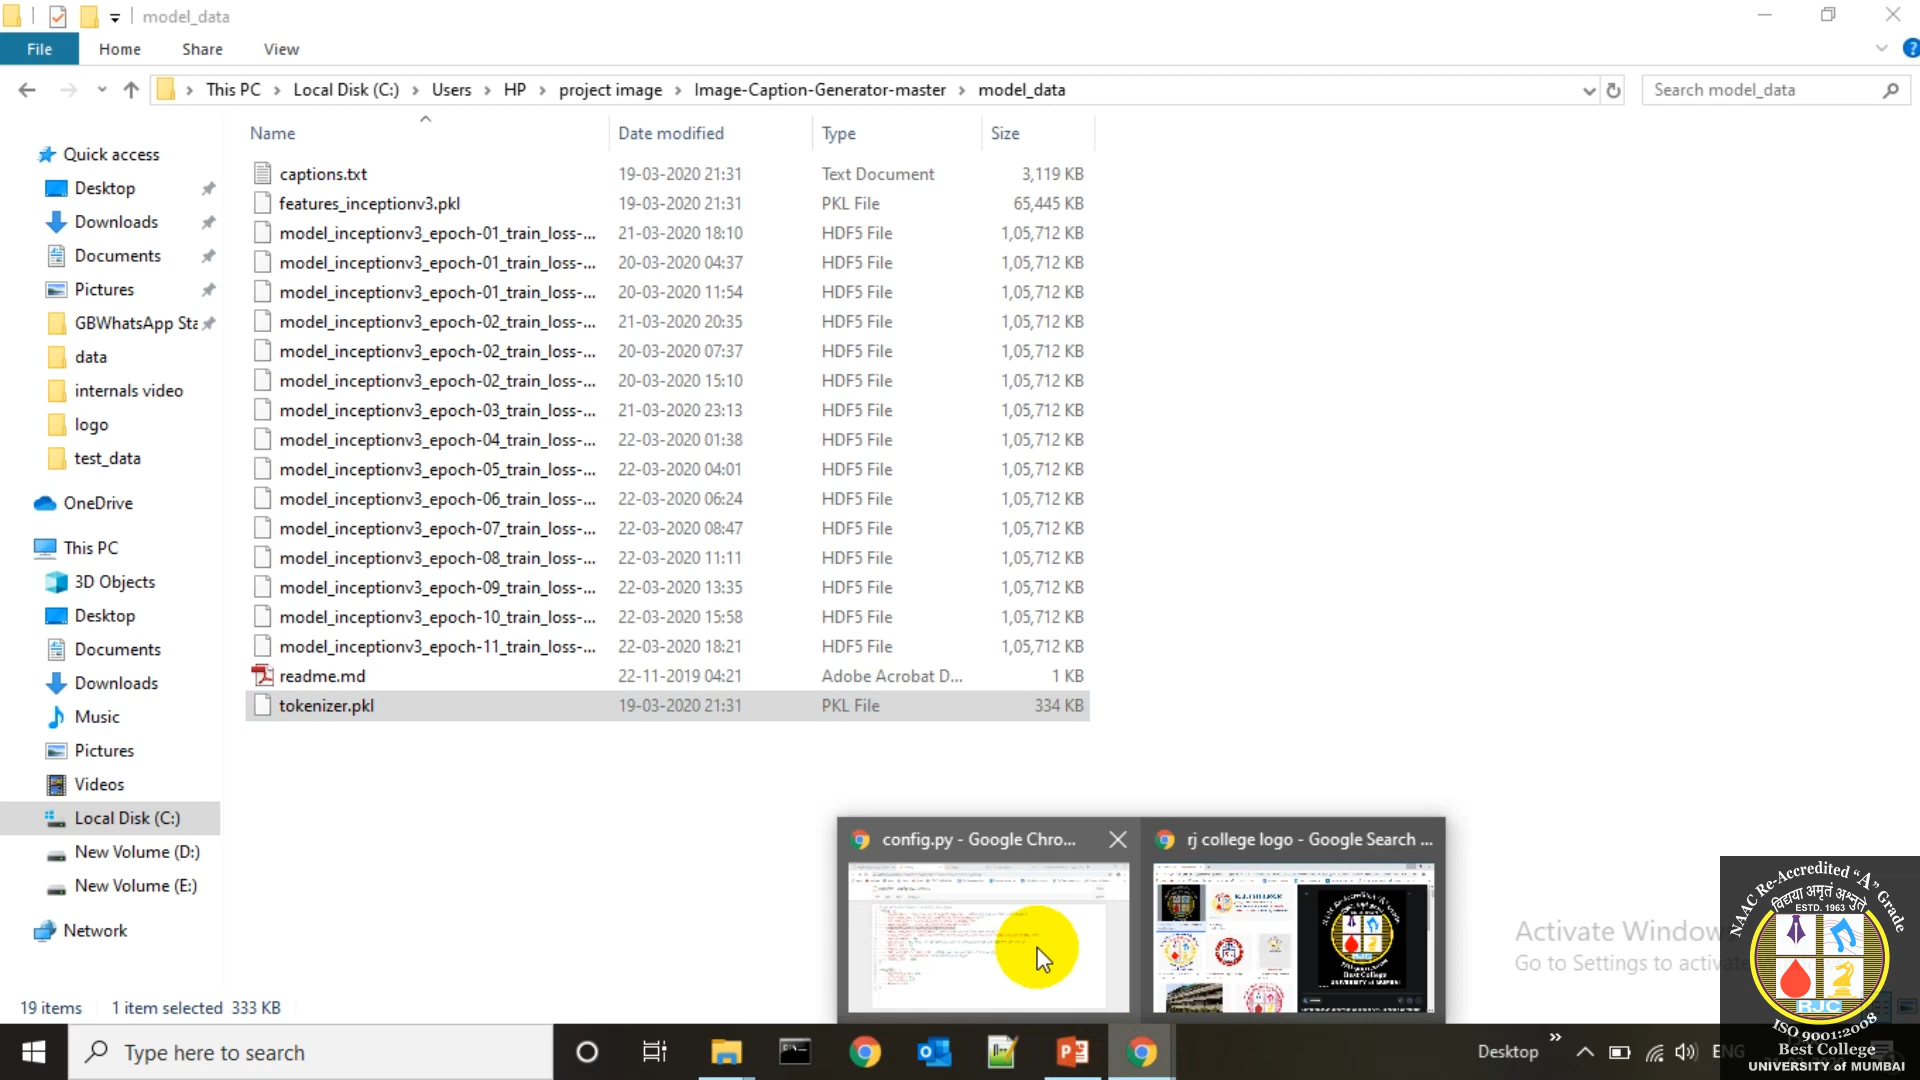 model_data
File
Home
Share
View
This PC
Local Disk (C:)
Users
HP
project image
Image-Caption-Generator-master
model_data
Search model_data
Name
Date modified
Type
Size
Quick access
Desktop
Downloads
Documents
Pictures
GBWhatsApp Sta
data
internals video
logo
test_data
OneDrive
This PC
3D Objects
Desktop
Documents
Downloads
Music
Pictures
Videos
Local Disk (C:)
New Volume (D:)
New Volume (E:)
Network
captions.txt 19-03-2020 21:31 Text Document 3,119 KB
features_inceptionv3.pkl 19-03-2020 21:31 PKL File 65,445 KB
model_inceptionv3_epoch-01_train_loss-... 21-03-2020 18:10 HDF5 File 1,05,712 KB
model_inceptionv3_epoch-01_train_loss-... 20-03-2020 04:37 HDF5 File 1,05,712 KB
model_inceptionv3_epoch-01_train_loss-... 20-03-2020 11:54 HDF5 File 1,05,712 KB
model_inceptionv3_epoch-02_train_loss-... 21-03-2020 20:35 HDF5 File 1,05,712 KB
model_inceptionv3_epoch-02_train_loss-... 20-03-2020 07:37 HDF5 File 1,05,712 KB
model_inceptionv3_epoch-02_train_loss-... 20-03-2020 15:10 HDF5 File 1,05,712 KB
model_inceptionv3_epoch-03_train_loss-... 21-03-2020 23:13 HDF5 File 1,05,712 KB
model_inceptionv3_epoch-04_train_loss-... 22-03-2020 01:38 HDF5 File 1,05,712 KB
model_inceptionv3_epoch-05_train_loss-... 22-03-2020 04:01 HDF5 File 1,05,712 KB
model_inceptionv3_epoch-06_train_loss-... 22-03-2020 06:24 HDF5 File 1,05,712 KB
model_inceptionv3_epoch-07_train_loss-... 22-03-2020 08:47 HDF5 File 1,05,712 KB
model_inceptionv3_epoch-08_train_loss-... 22-03-2020 11:11 HDF5 File 1,05,712 KB
model_inceptionv3_epoch-09_train_loss-... 22-03-2020 13:35 HDF5 File 1,05,712 KB
model_inceptionv3_epoch-10_train_loss-... 22-03-2020 15:58 HDF5 File 1,05,712 KB
model_inceptionv3_epoch-11_train_loss-... 22-03-2020 18:21 HDF5 File 1,05,712 KB
readme.md 22-11-2019 04:21 Adobe Acrobat D... 1 KB
tokenizer.pkl 19-03-2020 21:31 PKL File 334 KB
config.py - Google Chro...
rj college logo - Google Search ...
Activate Window
Go to Settings to activate
19 items 1 item selected 333 KB
Type here to search
Desktop
ENG
NAAC Re-Accredited "A" Grade
विद्यया अमृतं अश्नुते
ESTD. 1963
RJC
ISO 9001:2008
Best College
UNIVERSITY of MUMBAI